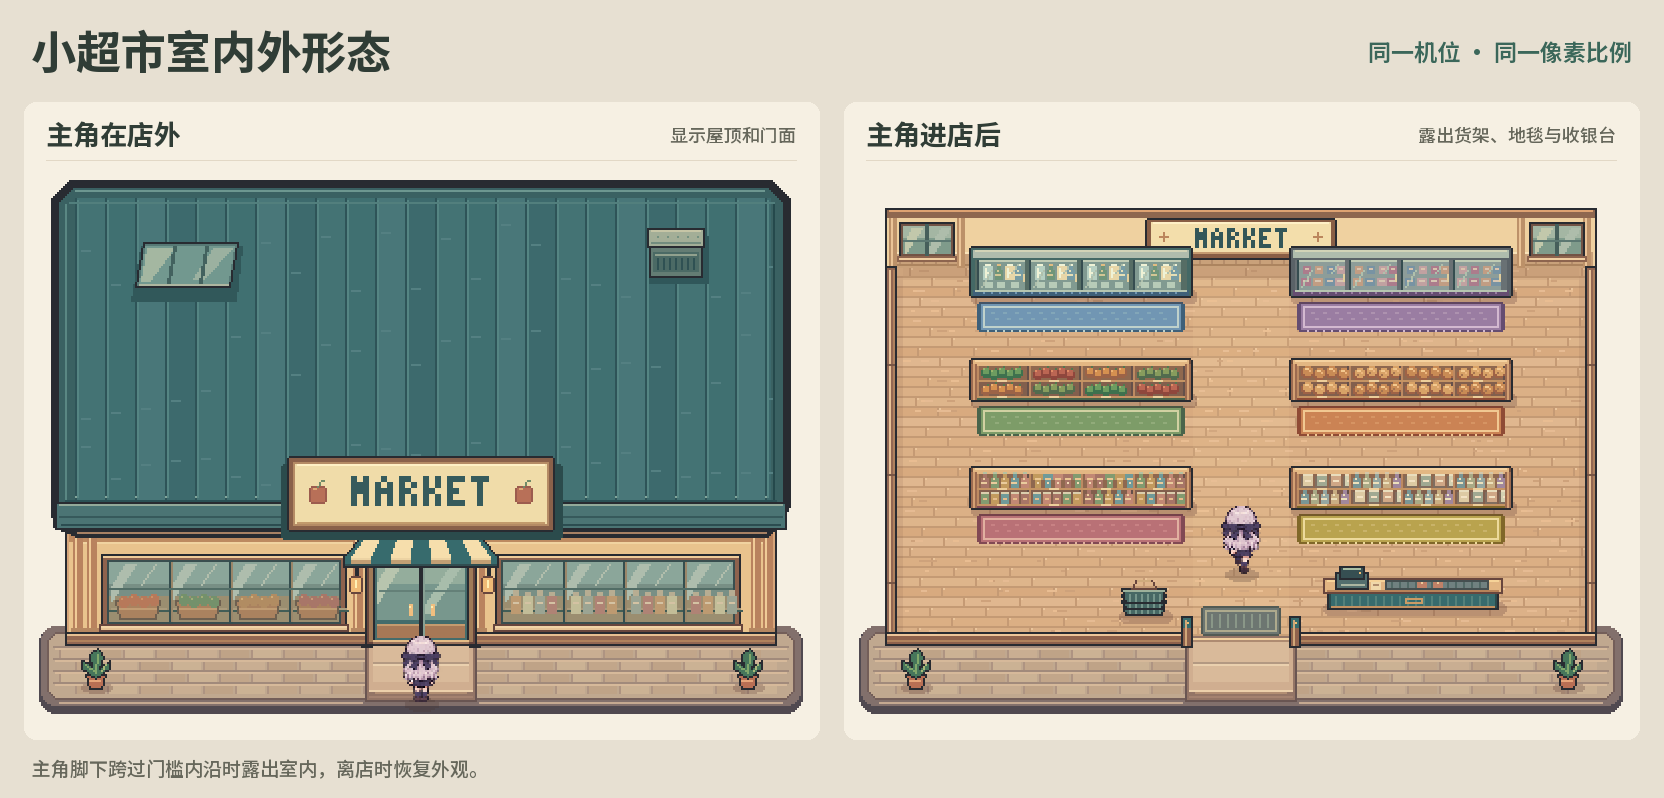 小超市室内外形态
同一机位 · 同一像素比例
主角在店外
显示屋顶和门面
MARKET
主角进店后
露出货架、地毯与收银台
MARKET
主角脚下跨过门槛内沿时露出室内，离店时恢复外观。